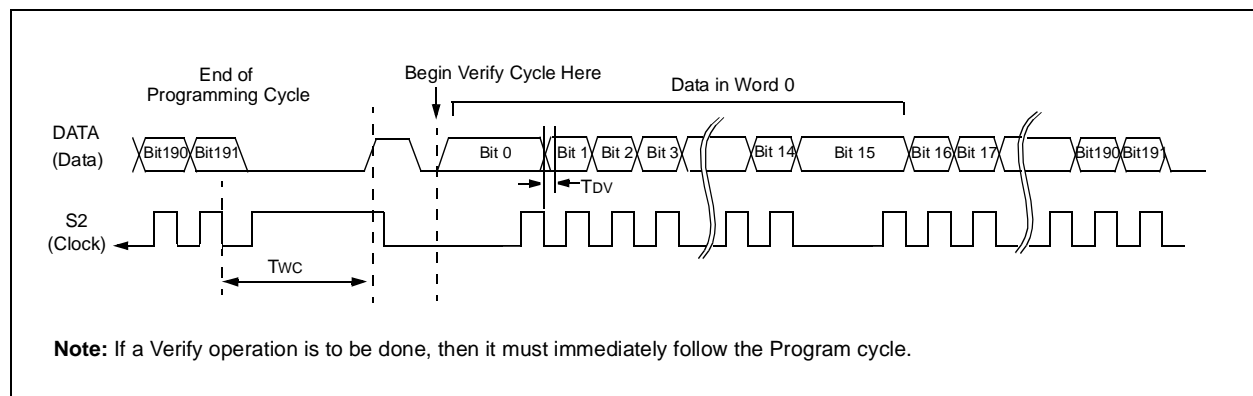 End of
Programming Cycle
Begin Verify Cycle Here
Data in Word 0
DATA
(Data)
Bit190 Bit191 Bit 0 Bit 1 Bit 2 Bit 3 Bit 14 Bit 15 Bit 16 Bit 17 Bit190 Bit191
TDV
S2
(Clock)
TWC
Note: If a Verify operation is to be done, then it must immediately follow the Program cycle.